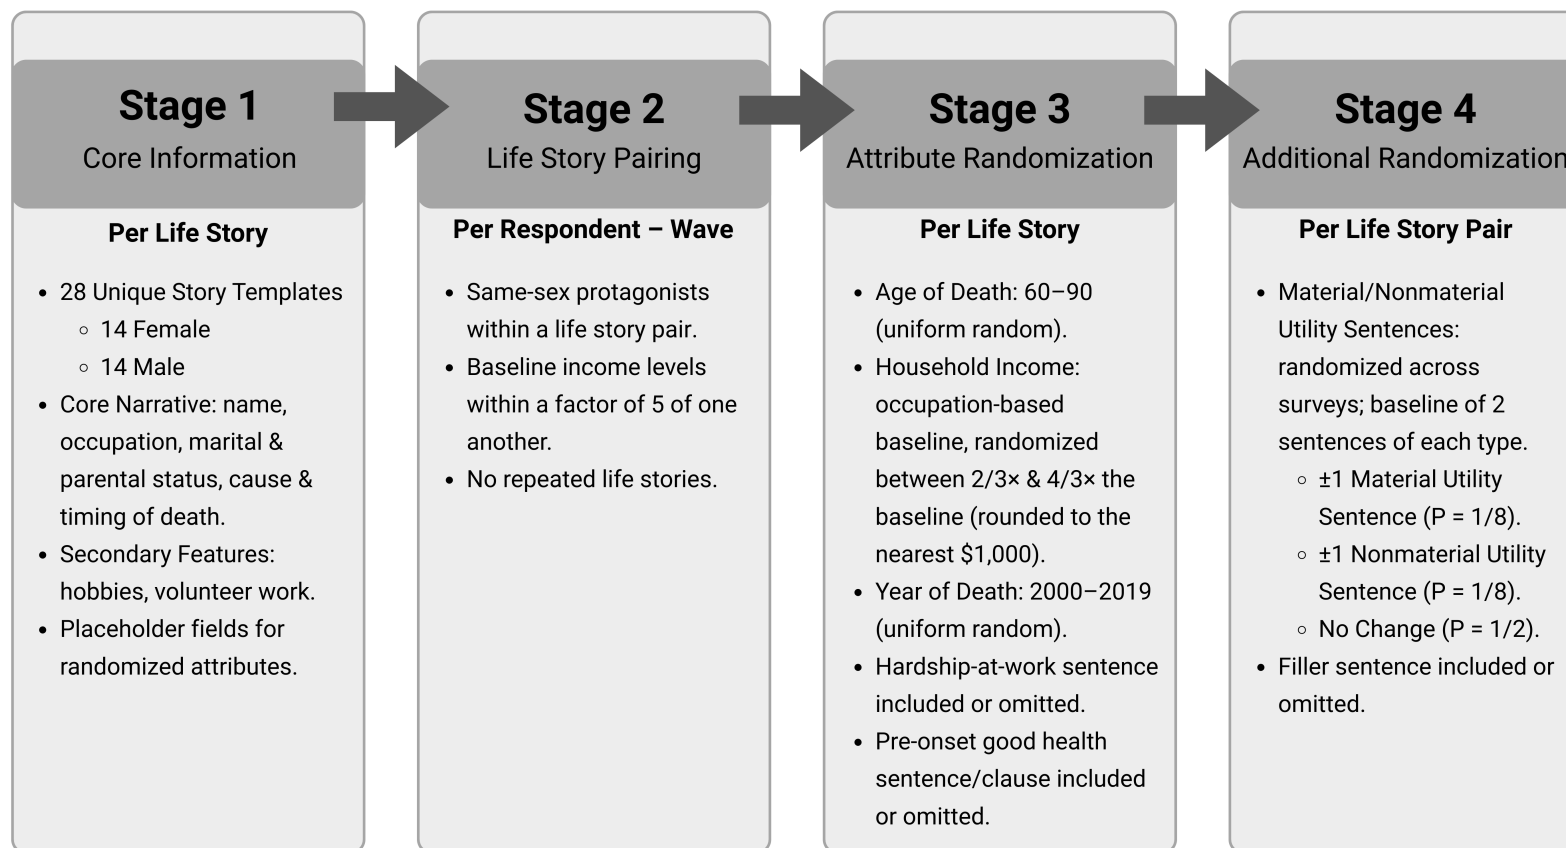 Stage 1
Core Information
Per Life Story
• 28 Unique Story Templates
◦ 14 Female
◦ 14 Male
• Core Narrative: name,
occupation, marital &
parental status, cause &
timing of death.
• Secondary Features:
hobbies, volunteer work.
• Placeholder fields for
randomized attributes.
Stage 2
Life Story Pairing
Per Respondent – Wave
• Same-sex protagonists
within a life story pair.
• Baseline income levels
within a factor of 5 of one
another.
• No repeated life stories.
Stage 3
Attribute Randomization
Per Life Story
• Age of Death: 60–90
(uniform random).
• Household Income:
occupation-based
baseline, randomized
between 2/3× & 4/3× the
baseline (rounded to the
nearest $1,000).
• Year of Death: 2000–2019
(uniform random).
• Hardship-at-work sentence
included or omitted.
• Pre-onset good health
sentence/clause included
or omitted.
Stage 4
Additional Randomization
Per Life Story Pair
• Material/Nonmaterial
Utility Sentences:
randomized across
surveys; baseline of 2
sentences of each type.
◦ ±1 Material Utility
Sentence (P = 1/8).
◦ ±1 Nonmaterial Utility
Sentence (P = 1/8).
◦ No Change (P = 1/2).
• Filler sentence included or
omitted.